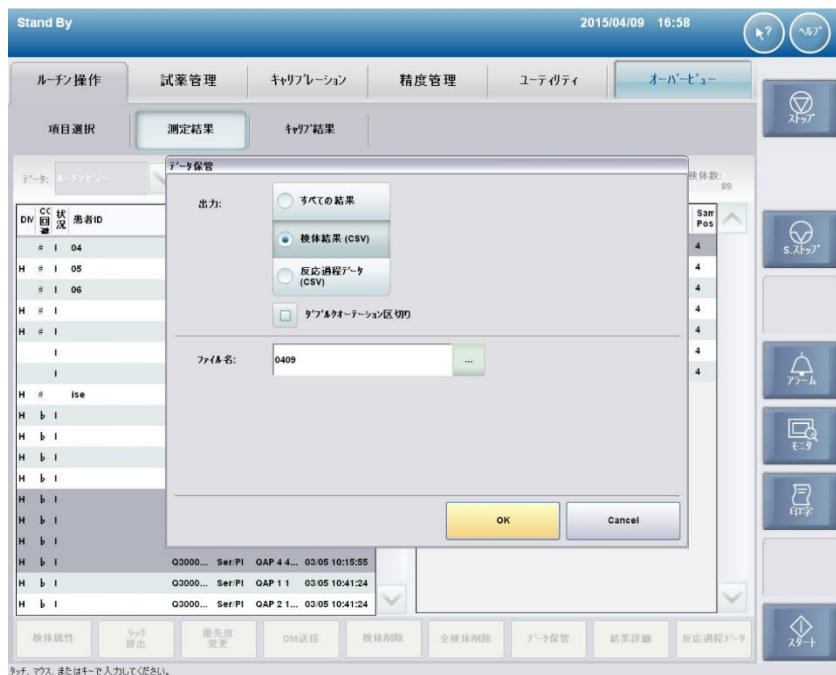 Stand By
2015/04/09 16:58
ヘルプ
ルーチン操作
試薬管理
キャリブレーション
精度管理
ユーティリティ
オーバービュー
項目選択
測定結果
キャリブ結果
ストップ
データ:
ルーチンビュー
検体数:
89
データ保管
出力:
すべての結果
検体結果 (CSV)
反応過程データ
(CSV)
ダブルクオーテーション区切り
ファイル名:
0409
...
OK
Cancel
DIV
状況
患者ID
Pos
# I 04 4
H # I 05 4
# I 06 4
H # I 4
H # I 4
I 4
I 4
H # ise
H b I
H b I
H b I
H b I
H b I
H b I
H b I
H b I Q3000... Ser/Pl QAP 4 4... 03/05 10:15:55
H b I Q3000... Ser/Pl QAP 1 1 03/05 10:41:24
H b I Q3000... Ser/Pl QAP 2 1... 03/05 10:41:24
S.ストップ
アラーム
モニタ
印字
スタート
検体属性
ラック
排出
優先度
変更
DM送信
検体削除
全検体削除
データ保管
結果詳細
反応過程データ
タッチ、マウス、またはキーで入力してください。